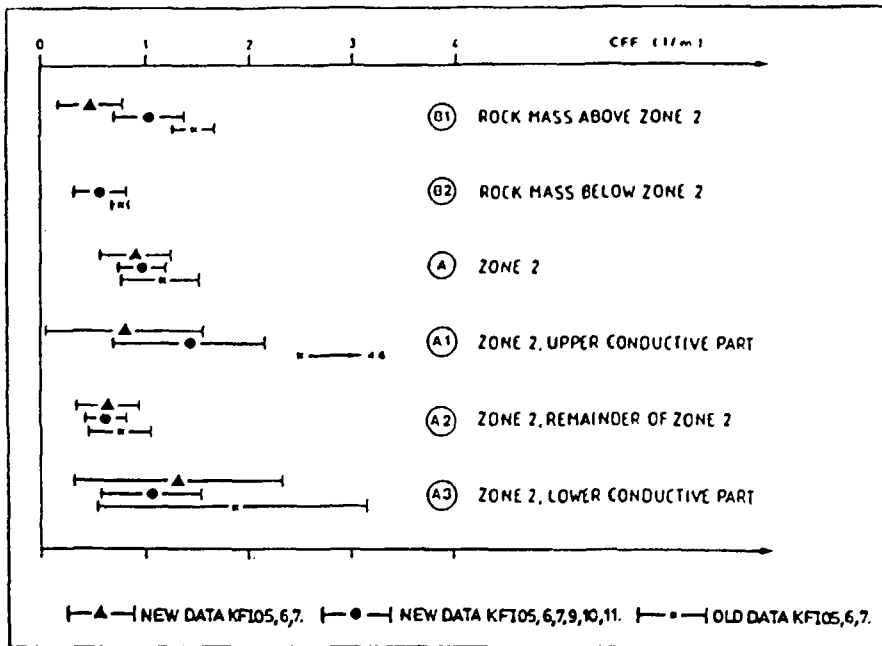 0 1 3 4 CFF (1/m)
B1 ROCK MASS ABOVE ZONE 2
B2 ROCK MASS BELOW ZONE 2
A ZONE 2
A1 ZONE 2, UPPER CONDUCTIVE PART
4.4
A2 ZONE 2, REMAINDER OF ZONE 2
A3 ZONE 2, LOWER CONDUCTIVE PART
NEW DATA KFI05,6,7. NEW DATA KFI05,6,7,9,10,11. OLD DATA KFI05,6,7.